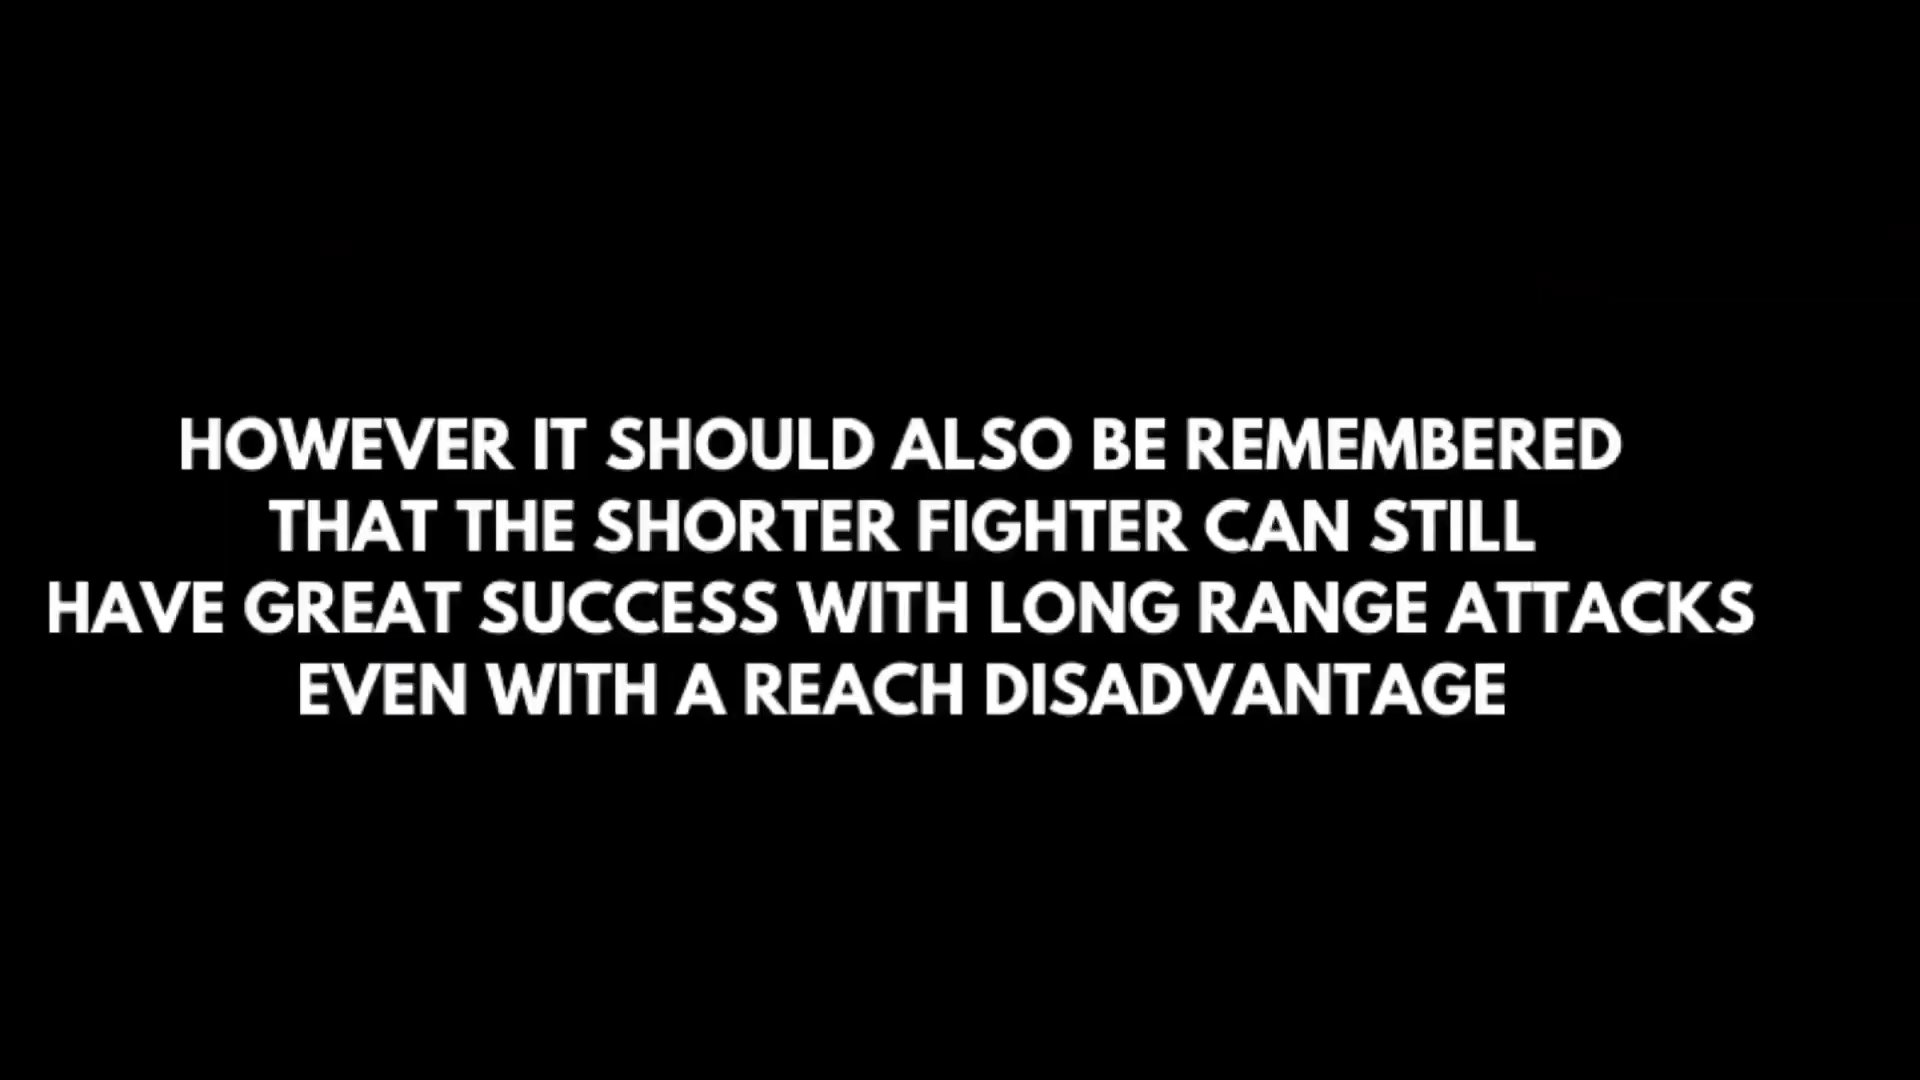 HOWEVER IT SHOULD ALSO BE REMEMBERED
THAT THE SHORTER FIGHTER CAN STILL
HAVE GREAT SUCCESS WITH LONG RANGE ATTACKS
EVEN WITH A REACH DISADVANTAGE